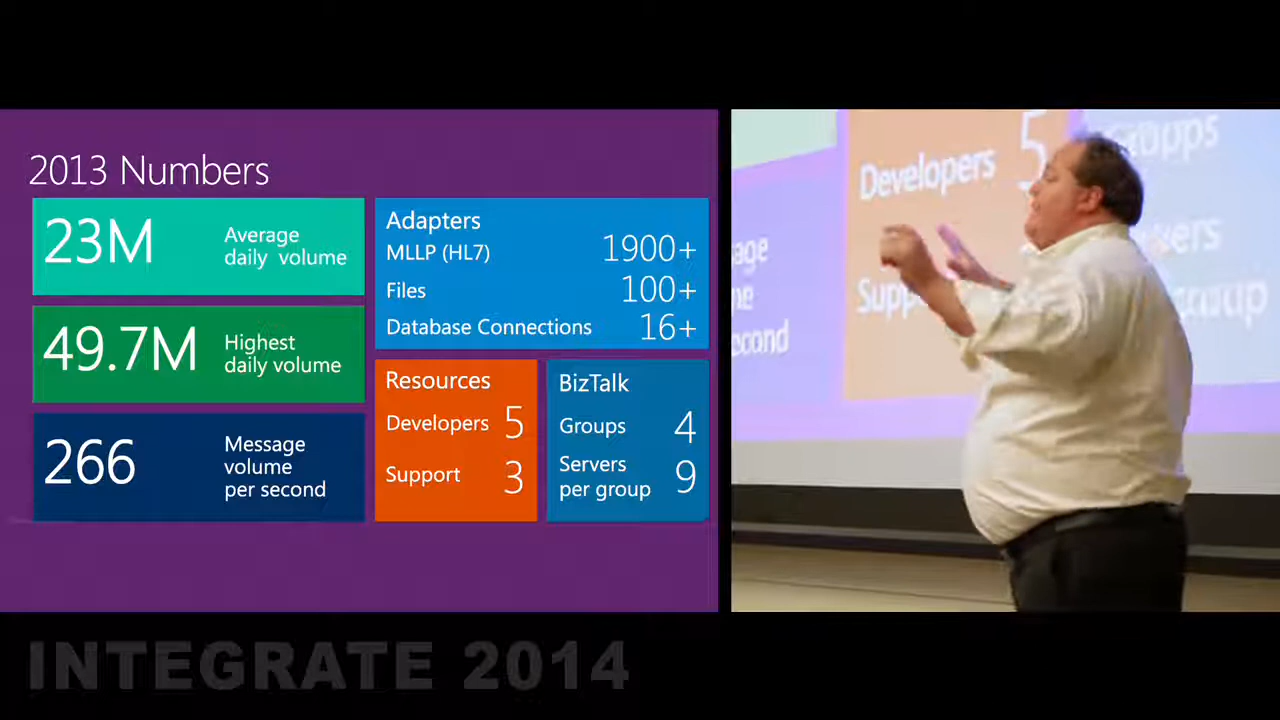 2013 Numbers
23M
Average
daily volume
49.7M
Highest
daily volume
266
Message
volume
per second
Adapters
MLLP (HL7) 1900+
Files 100+
Database Connections 16+
Resources
Developers 5
Support 3
BizTalk
Groups 4
Servers
per group 9
Developers 5
second
INTEGRATE 2014